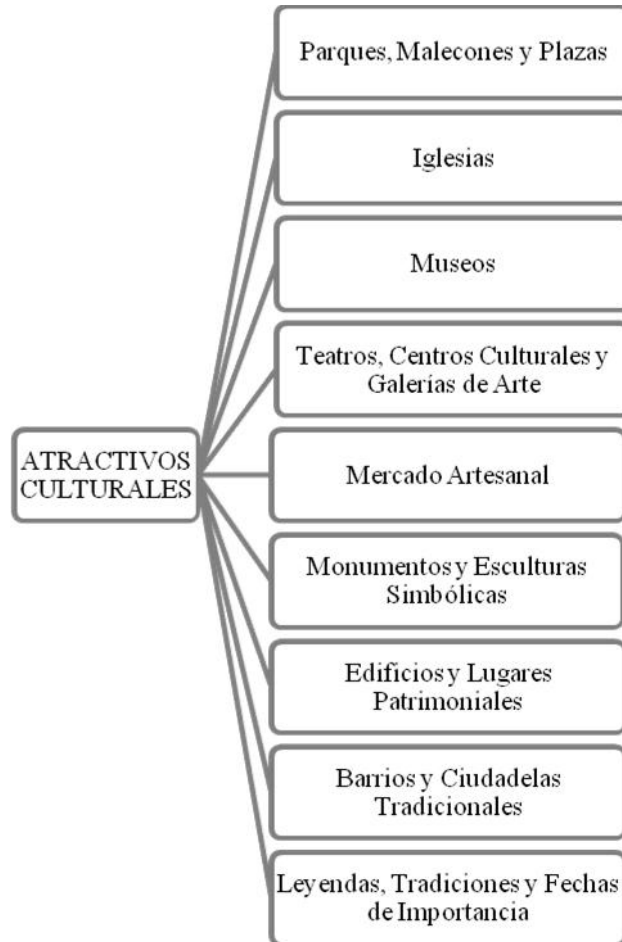 Parques, Malecones y Plazas
Iglesias
Museos
Teatros, Centros Culturales y
Galerías de Arte
ATRACTIVOS
CULTURALES
Mercado Artesanal
Monumentos y Esculturas
Simbólicas
Edificios y Lugares
Patrimoniales
Barrios y Ciudadelas
Tradicionales
Leyendas, Tradiciones y Fechas
de Importancia